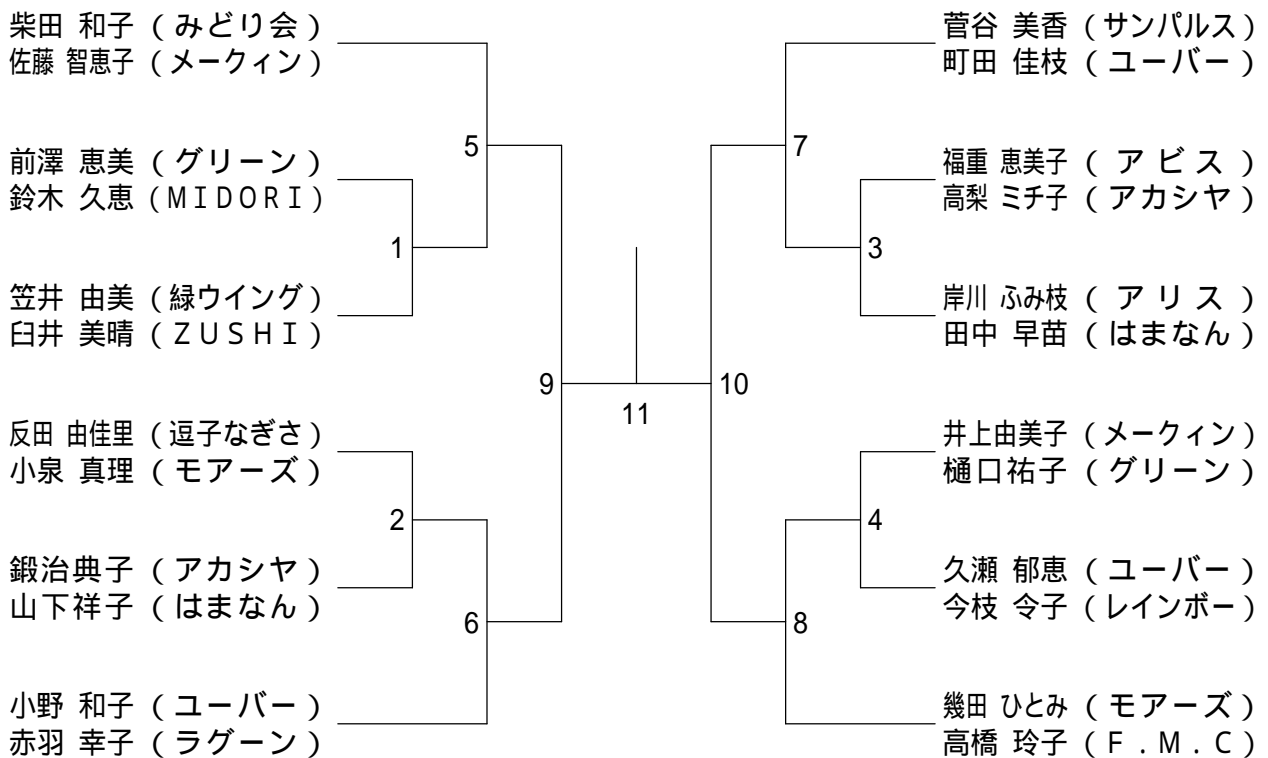 柴田 和子 （みどり会）
佐藤 智恵子 （メークィン）
5
前澤 恵美 （グリーン）
鈴木 久恵 （ＭＩＤＯＲＩ）
1
笠井 由美 （緑ウイング）
臼井 美晴 （ＺＵＳＨＩ）
9
反田 由佳里 （逗子なぎさ）
小泉 真理 （モアーズ）
2
鍛治典子 （アカシヤ）
山下祥子 （はまなん）
6
小野 和子 （ユーバー）
赤羽 幸子 （ラグーン）
11
菅谷 美香 （サンパルス）
町田 佳枝 （ユーバー）
7
福重 恵美子 （アビス）
高梨 ミチ子 （アカシヤ）
3
岸川 ふみ枝 （アリス）
田中 早苗 （はまなん）
10
井上由美子 （メークィン）
樋口祐子 （グリーン）
4
久瀬 郁恵 （ユーバー）
今枝 令子 （レインボー）
8
幾田 ひとみ （モアーズ）
高橋 玲子 （Ｆ．Ｍ．Ｃ）